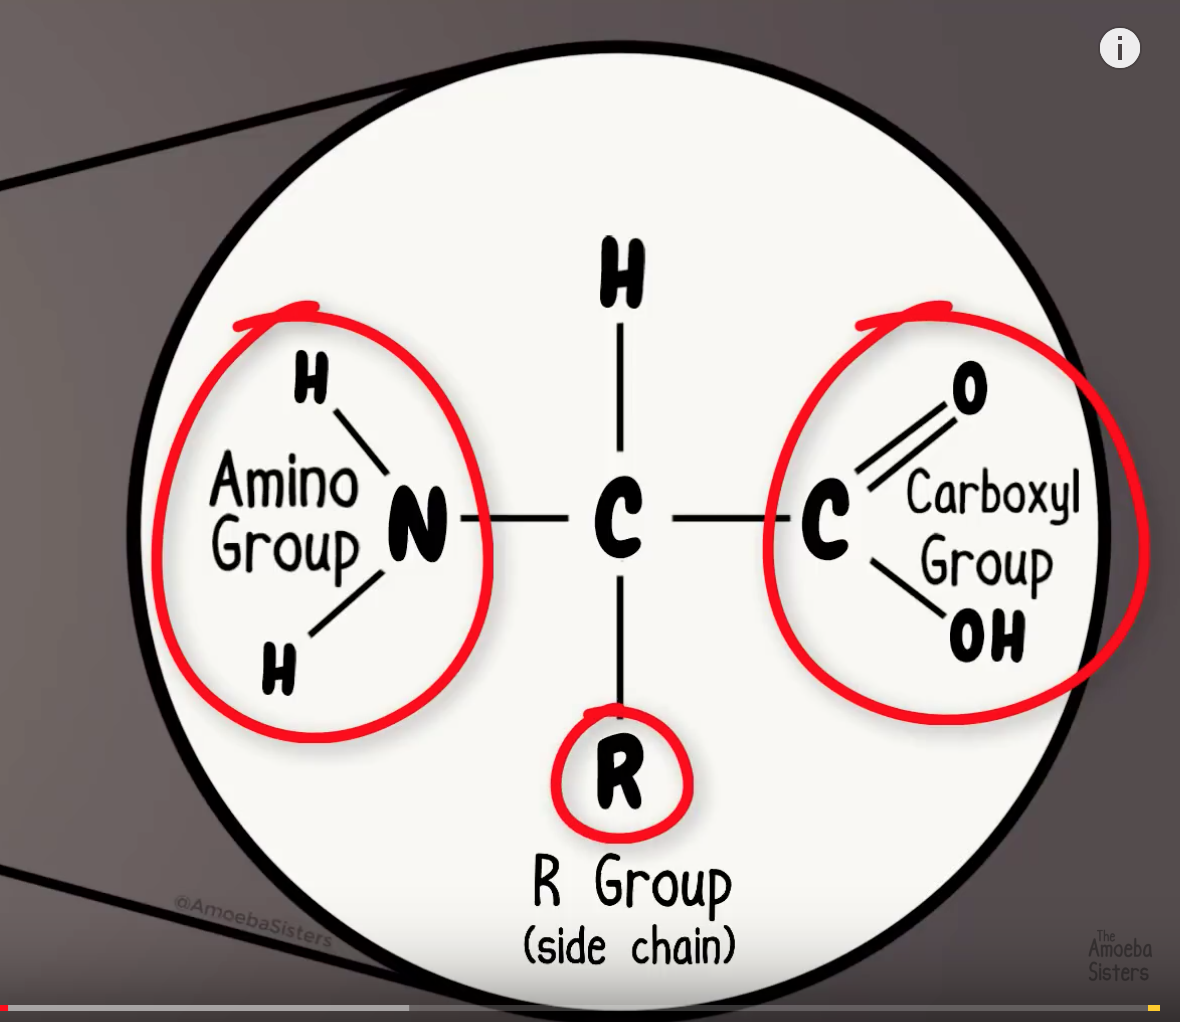 i
H
H
O
Amino
Group
N
C
C
Carboxyl
Group
H
OH
R
R Group
(side chain)
@AmoebaSisters
The
Amoeba
Sisters